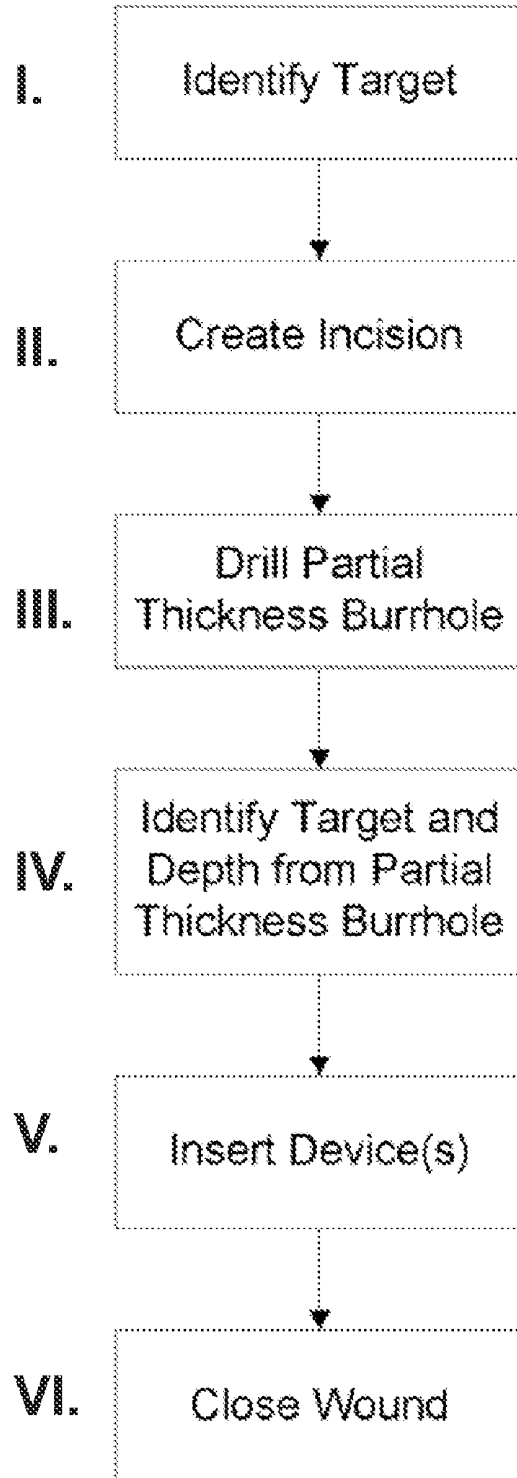 I.
Identify Target
II.
Create Incision
III.
Drill Partial
Thickness Burrhole
IV.
Identify Target and
Depth from Partial
Thickness Burrhole
V.
Insert Device(s)
VI.
Close Wound